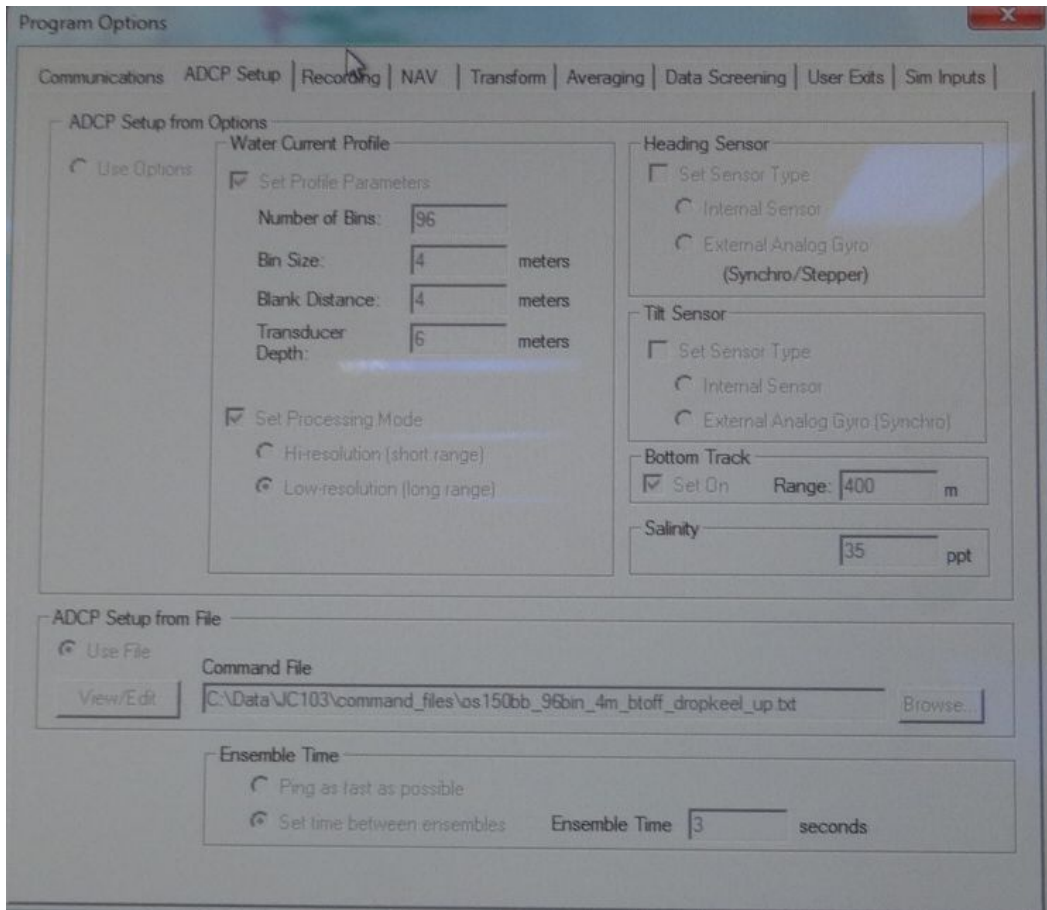 Program Options
Communications ADCP Setup Recording NAV Transform Averaging Data Screening User Exits Sim Inputs
ADCP Setup from Options
Use Options
Water Current Profile
Set Profile Parameters
Number of Bins: 96
Bin Size: 4 meters
Blank Distance: 4 meters
Transducer
Depth: 6 meters
Set Processing Mode
Hi-resolution (short range)
Low-resolution (long range)
Heading Sensor
Set Sensor Type
Internal Sensor
External Analog Gyro
(Synchro/Stepper)
Tilt Sensor
Set Sensor Type
Internal Sensor
External Analog Gyro (Synchro)
Bottom Track
Set On Range: 400 m
Salinity
35 ppt
ADCP Setup from File
Use File
Command File
View/Edit C:\Data\JC103\command_files\os150bb_96bin_4m_btoff_dropkeel_up.txt Browse...
Ensemble Time
Ping as fast as possible
Set time between ensembles Ensemble Time 3 seconds